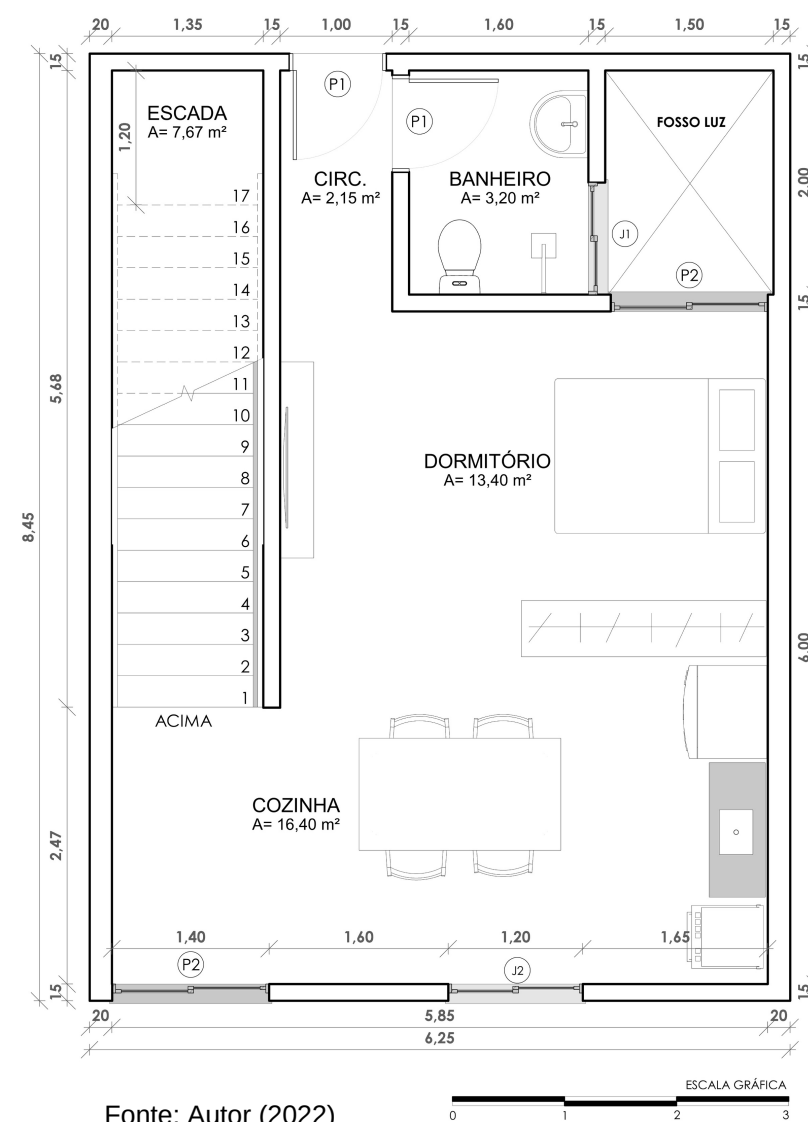 20 1,35 15 1,00 15 1,60 15 1,50 15
15
ESCADA
A= 7,67 m²
1,20
P1
P1
CIRC.
A= 2,15 m²
BANHEIRO
A= 3,20 m²
FOSSO LUZ
J1
P2
15
2,00
15
17
16
15
14
13
12
11
10
9
8
7
6
5
4
3
2
1
ACIMA
5,68
8,45
DORMITÓRIO
A= 13,40 m²
6,00
COZINHA
A= 16,40 m²
2,47
1,40 1,60 1,20 1,65
P2
J2
15
15
20 5,85 20
6,25
ESCALA GRÁFICA
0 1 2 3
Fonte: Autor (2022)